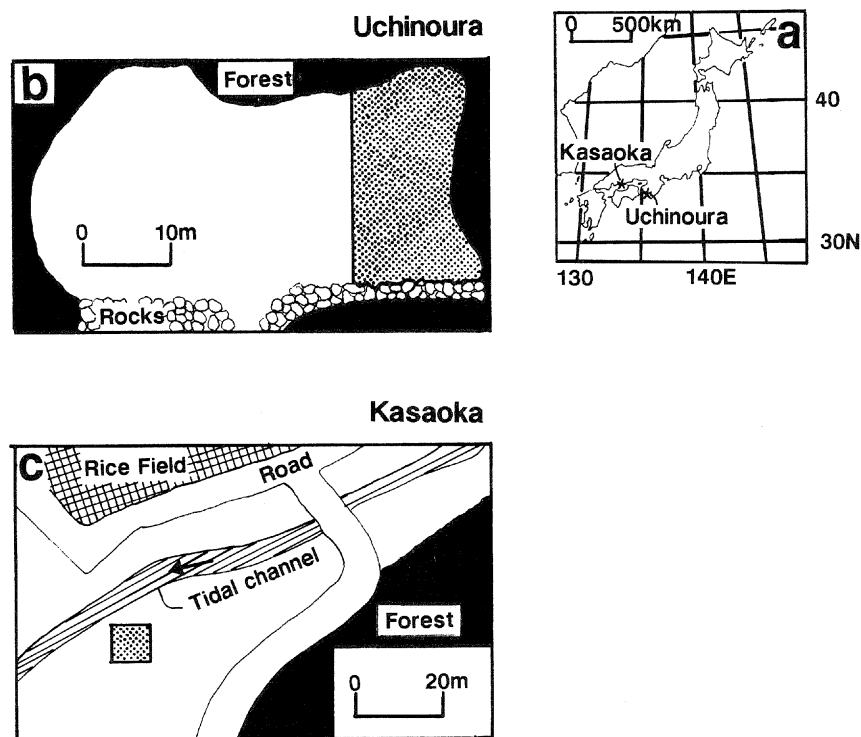 Uchinoura
b
Forest
0 10m
Rocks
0 500km
a
40
Kasaoka
Uchinoura
30N
130 140E
Kasaoka
c
Rice Field
Road
Tidal channel
Forest
0 20m